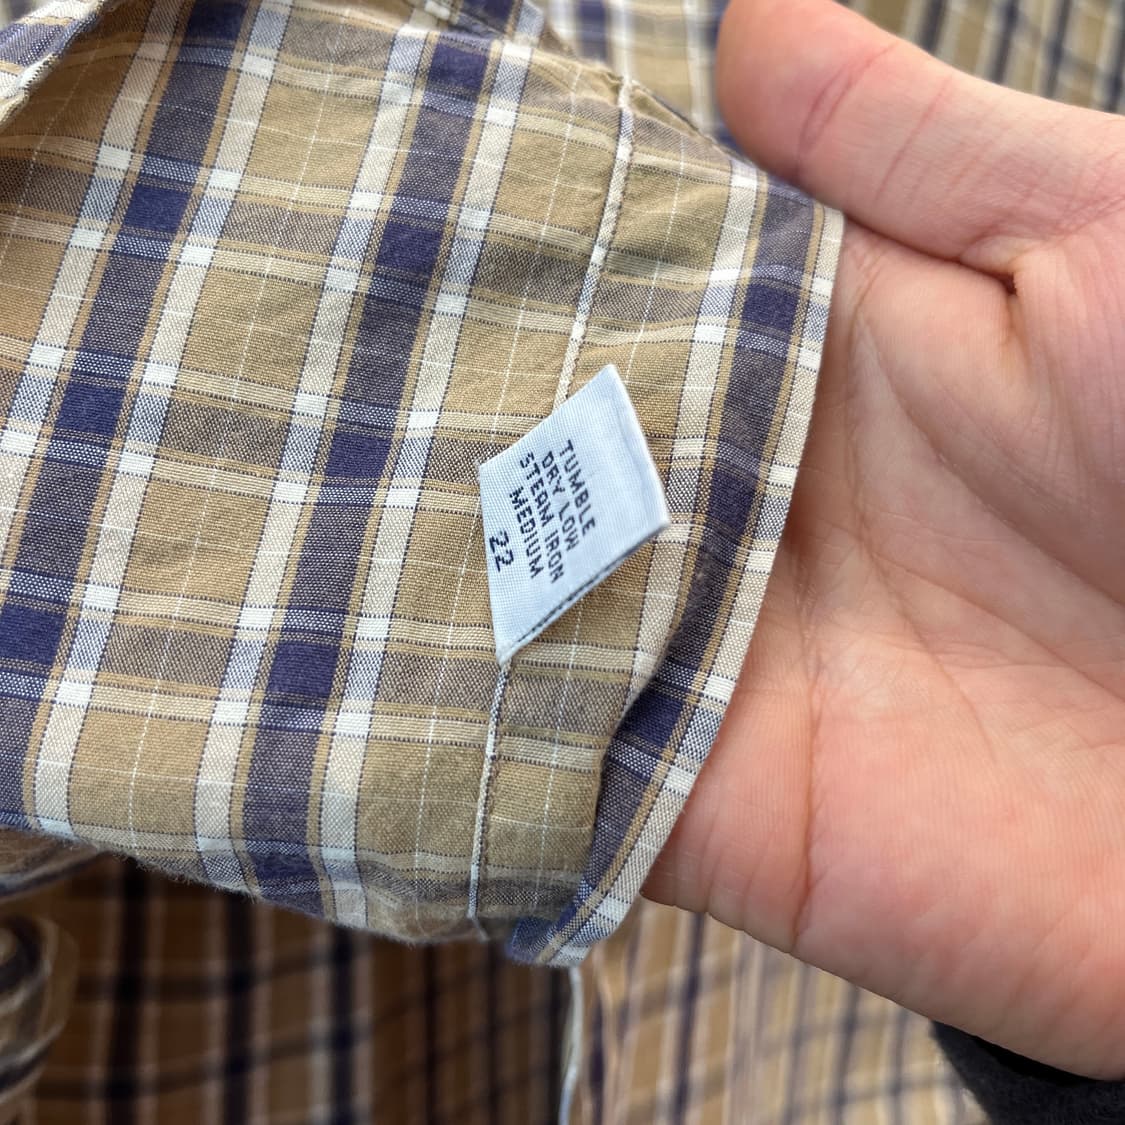 TUMBLE
DRY LOW
STEAM IRON
MEDIUM
22